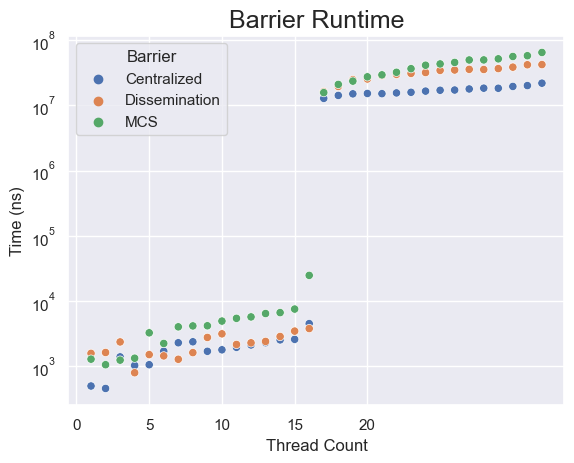 Barrier Runtime
10^8
10^7
10^6
10^5
10^4
10^3
Time (ns)
Barrier
Centralized
Dissemination
MCS
0 5 10 15 20
Thread Count